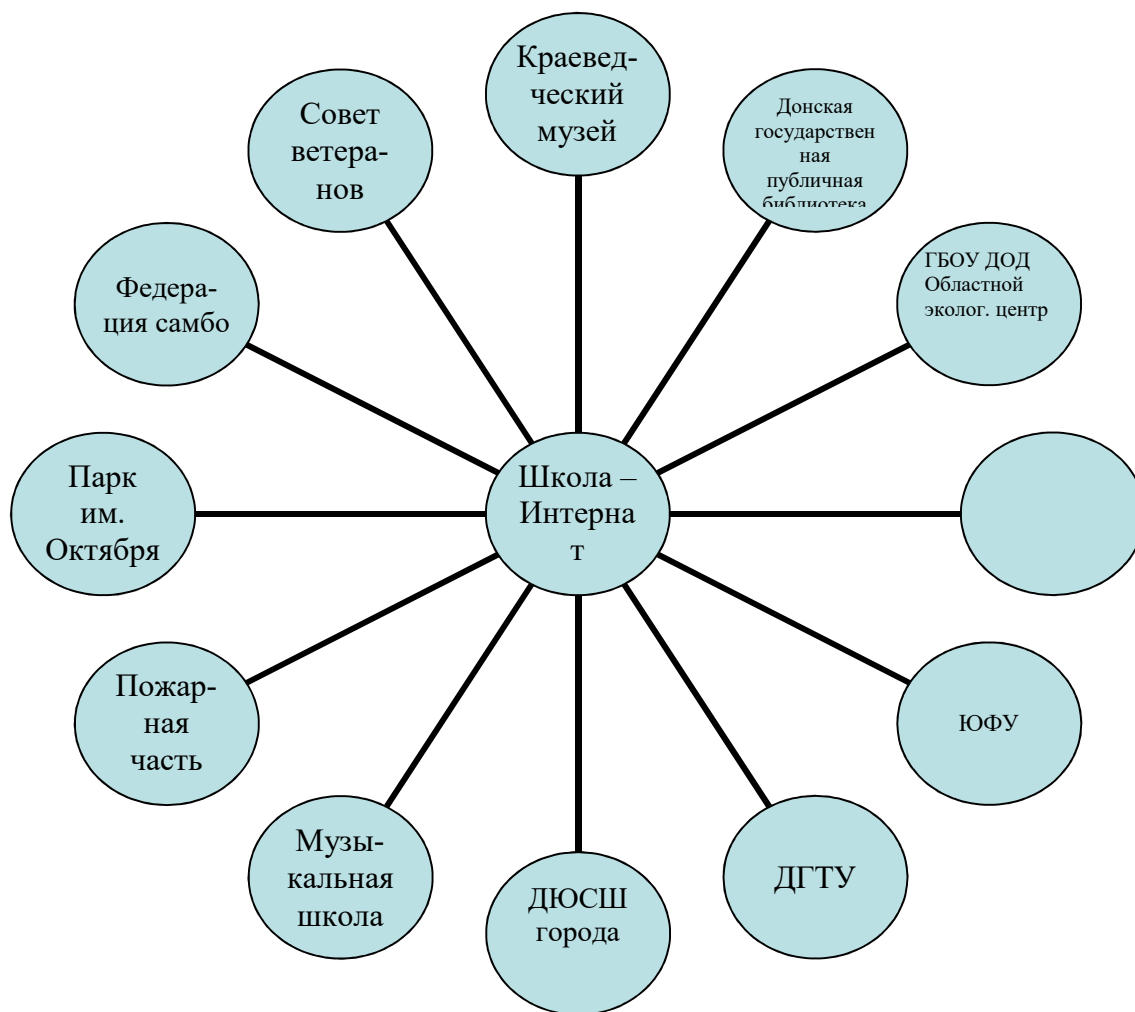 Краевед-
ческий
музей
Донская
государствен
ная
публичная
библиотека
ГБОУ ДОД
Областной
эколог. центр
ЮФУ
ДГТУ
ДЮСШ
города
Музы-
кальная
школа
Пожар-
ная
часть
Парк
им.
Октября
Федера-
ция самбо
Совет
ветера-
нов
Школа –
Интерна
т